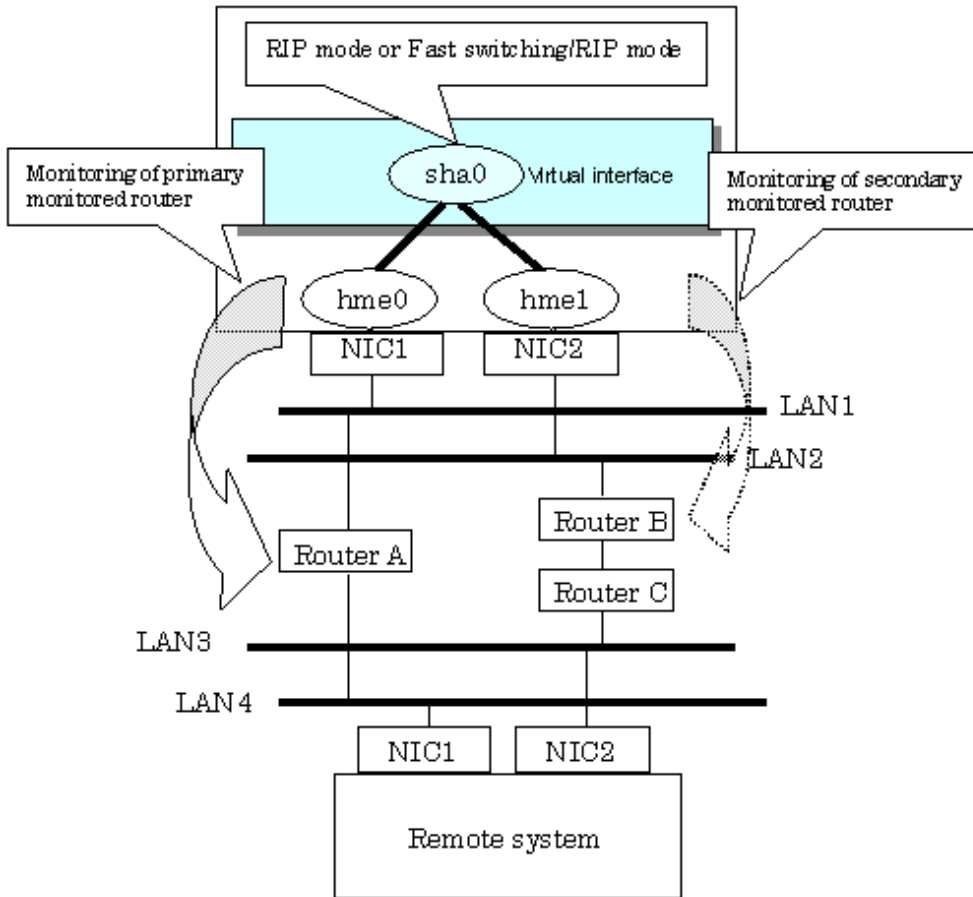 RIP mode or Fast switching/RIP mode
Monitoring of primary
monitored router
sha0
Virtual interface
Monitoring of secondary
monitored router
hme0
hme1
NIC1
NIC2
LAN1
LAN2
Router B
Router A
Router C
LAN3
LAN4
NIC1
NIC2
Remote system